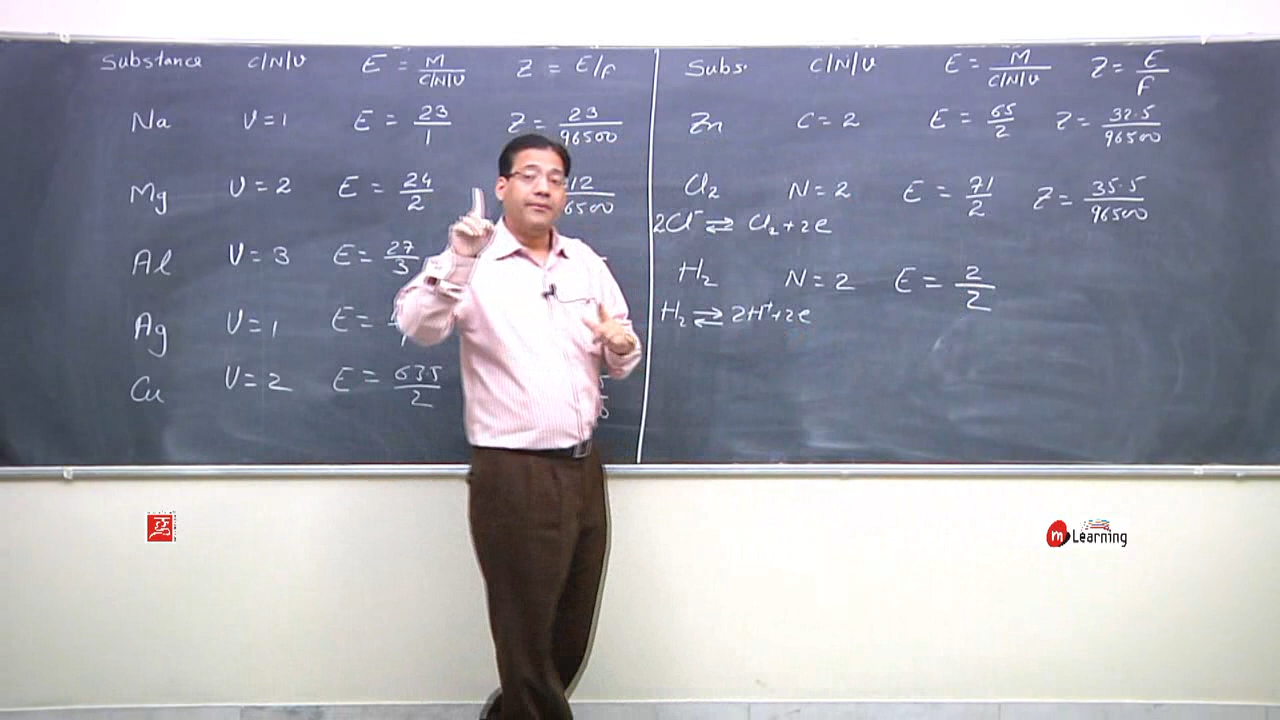 Substance C/N/V E = M/C/N/V Z = E/F
Na V=1 E = 23/1 Z = 23/96500
Mg V = 2 E = 24/2 12/96500
Al V = 3 E = 27/3
Ag V=1 E =
Cu V=2 E = 63.5/2
Subs. C/N/V E = M/C/N/V Z = E/F
Zn C = 2 E = 65/2 Z = 32.5/96500
Cl2 N = 2 E = 71/2 Z = 35.5/96500
2Cl⁻ ⇌ Cl2 + 2e
H2 N = 2 E = 2/2
H2 ⇌ 2H⁺ + 2e
m Learning